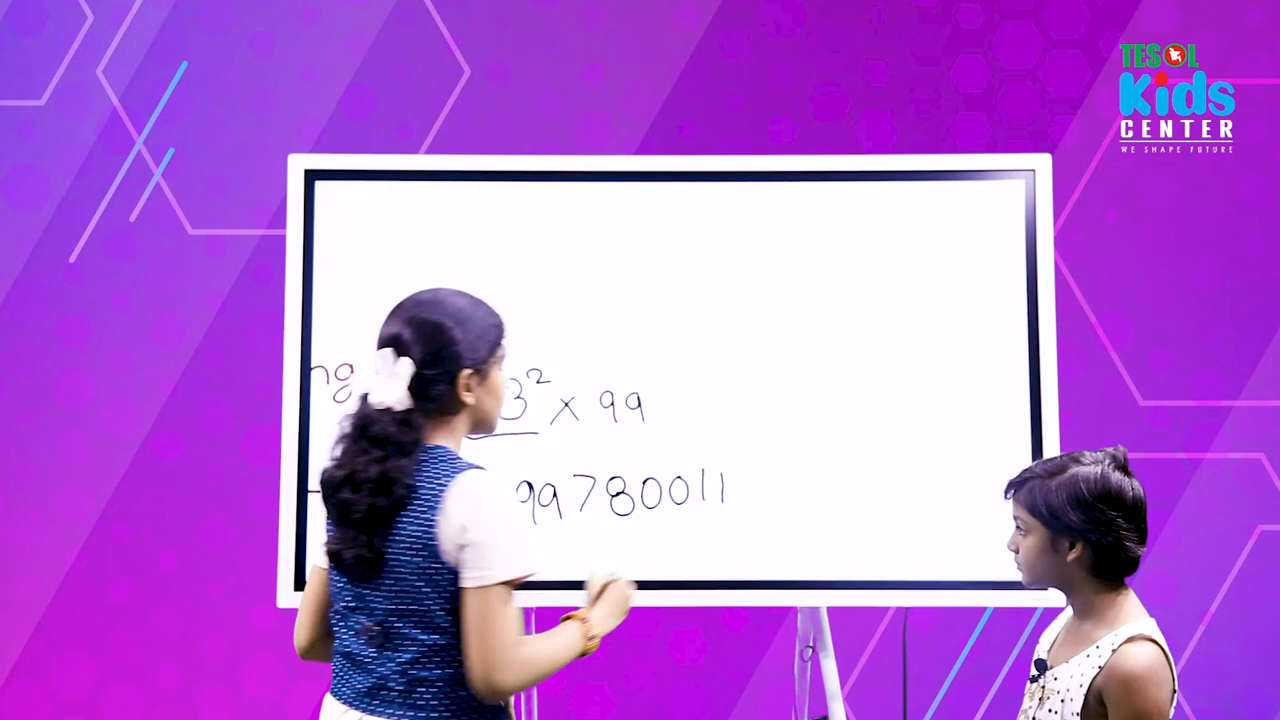 TESOL
Kids
CENTER
WE SHAPE FUTURE
ng
3² × 99
99780011